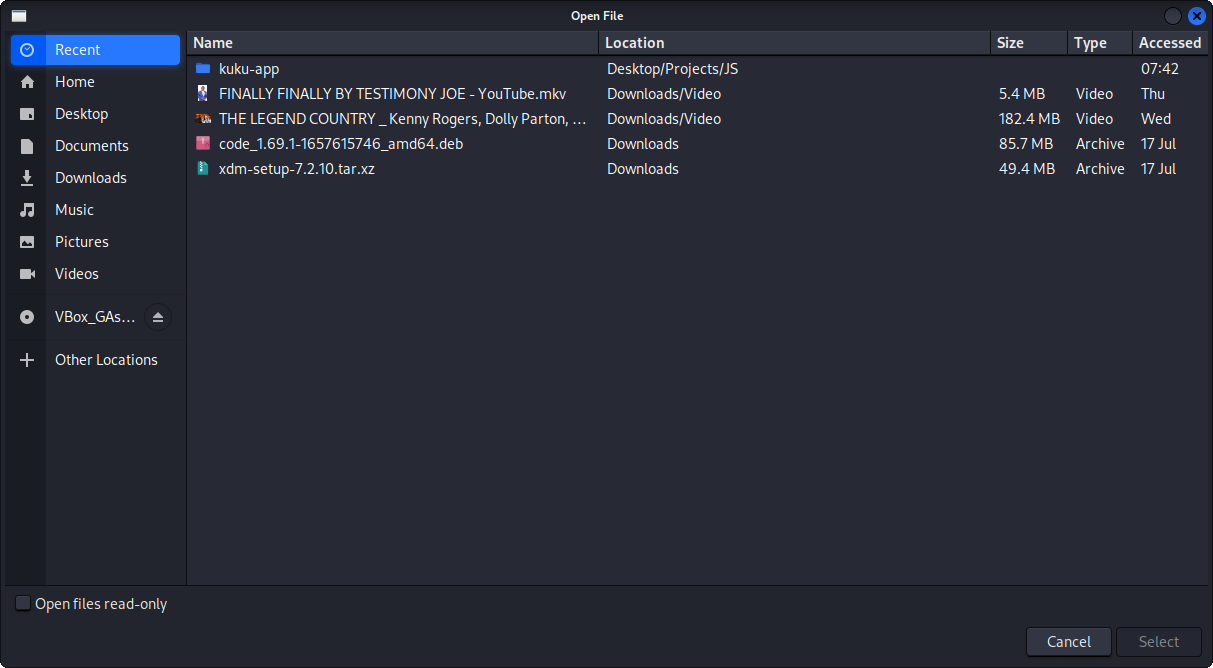 Open File
Recent
Home
Desktop
Documents
Downloads
Music
Pictures
Videos
VBox_GAs...
Other Locations
Name Location Size Type Accessed
kuku-app Desktop/Projects/JS 07:42
FINALLY FINALLY BY TESTIMONY JOE - YouTube.mkv Downloads/Video 5.4 MB Video Thu
THE LEGEND COUNTRY _ Kenny Rogers, Dolly Parton, ... Downloads/Video 182.4 MB Video Wed
code_1.69.1-1657615746_amd64.deb Downloads 85.7 MB Archive 17 Jul
xdm-setup-7.2.10.tar.xz Downloads 49.4 MB Archive 17 Jul
Open files read-only
Cancel Select